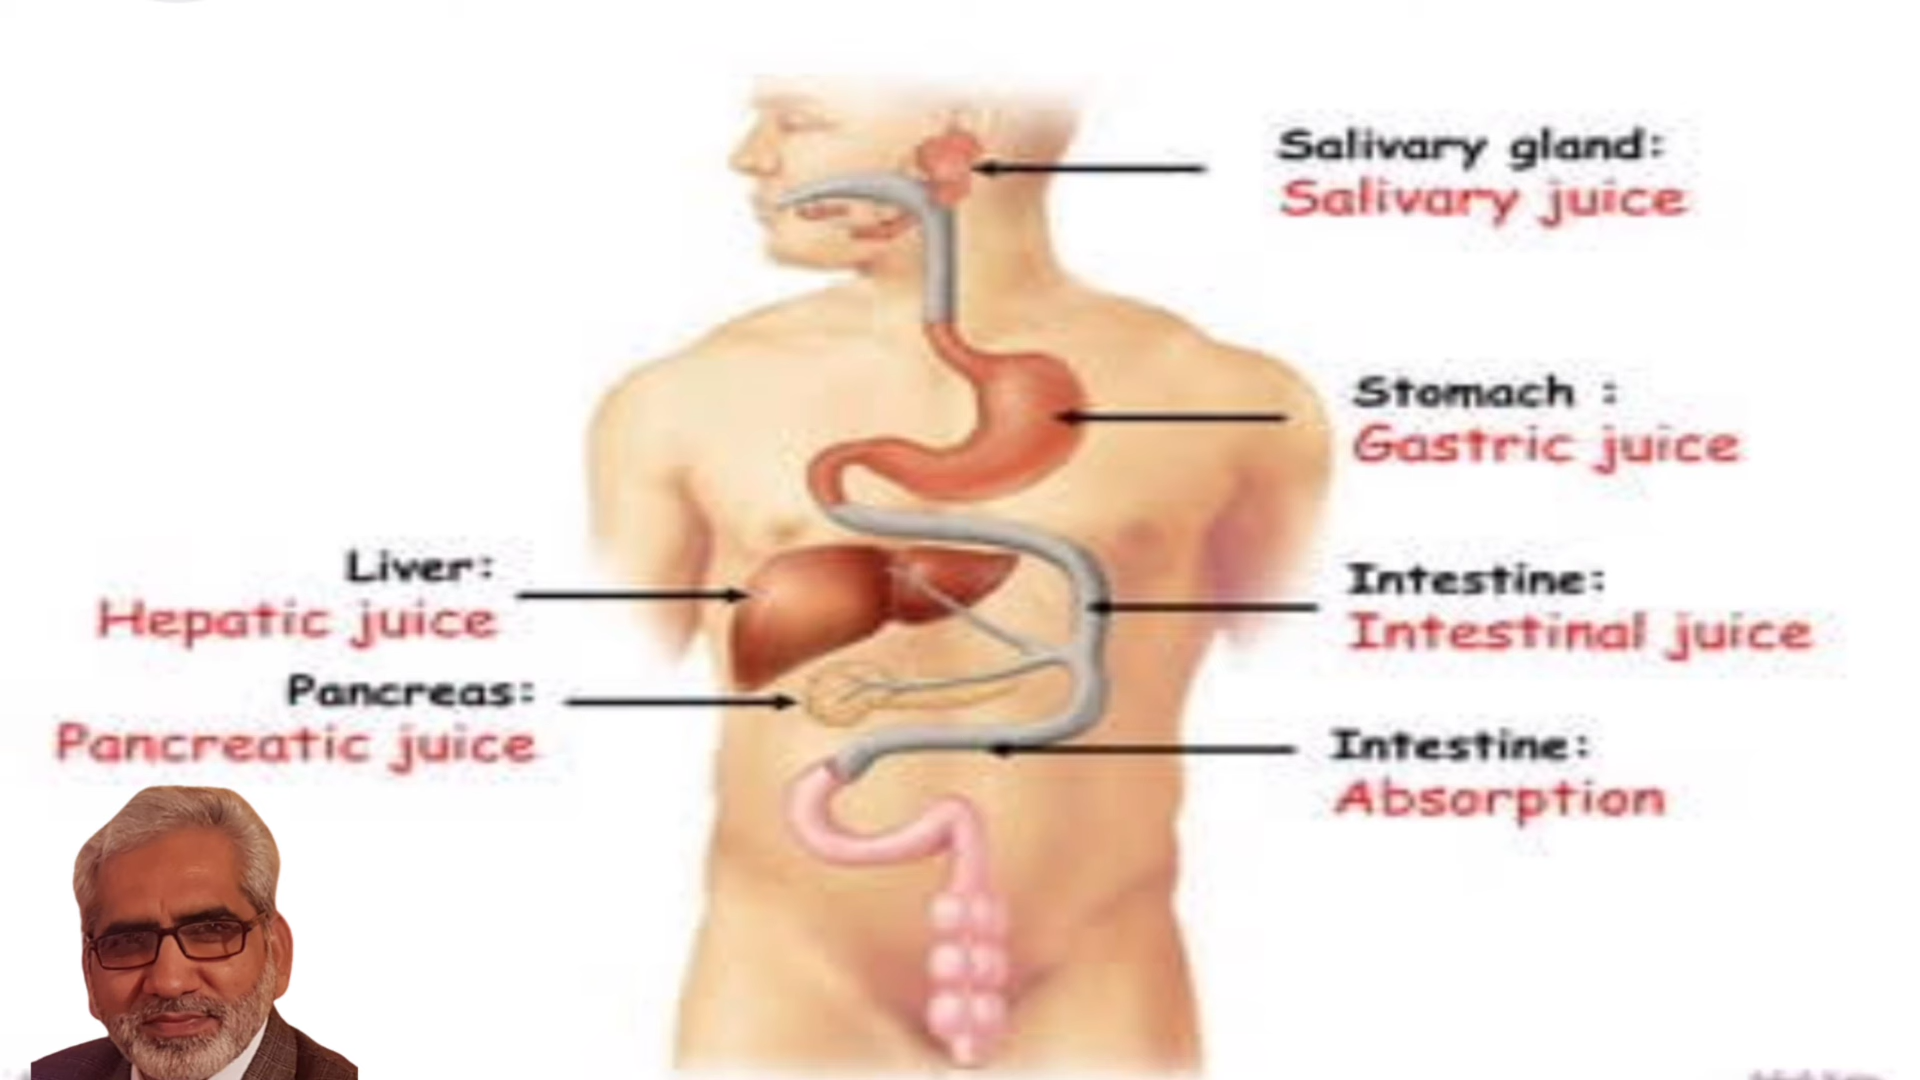 Salivary gland:
Salivary juice
Stomach :
Gastric juice
Liver:
Hepatic juice
Intestine:
Intestinal juice
Pancreas:
Pancreatic juice
Intestine:
Absorption